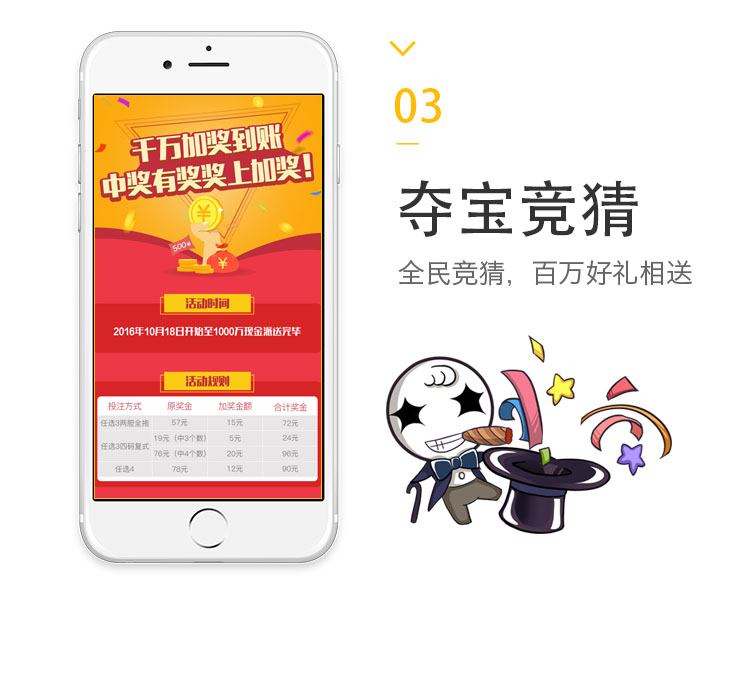 千万加奖到账
中奖有奖奖上加奖!
500¥
¥
¥
活动时间
2016年10月18日开始至1000万现金派送完毕
活动规则
投注方式 原奖金 加奖金额 合计奖金
任选3两胆全拖 57元 15元 72元
任选3四码复式 19元(中3个数) 5元 24元
76元(中4个数) 20元 96元
任选4 78元 12元 90元
03
夺宝竞猜
全民竞猜，百万好礼相送